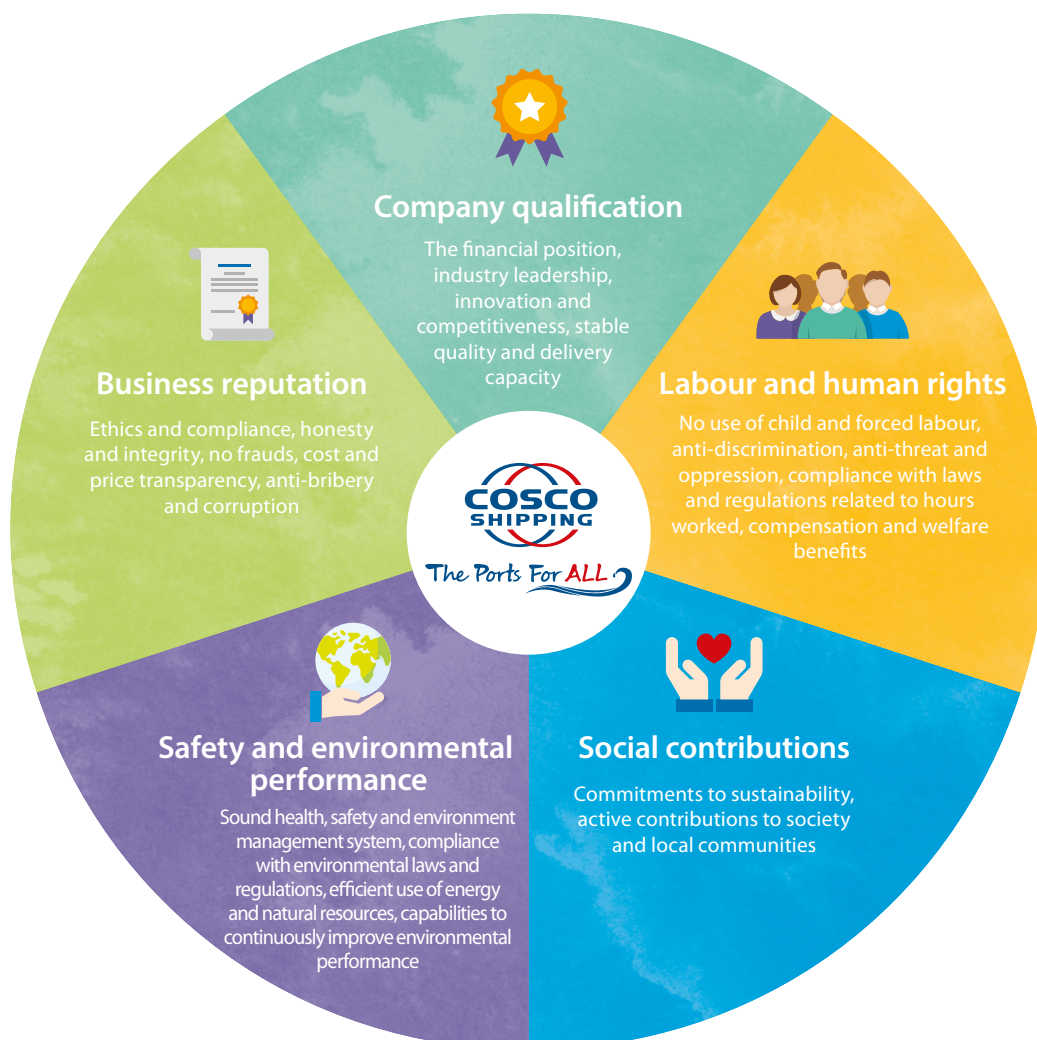 Company qualification
The financial position,
industry leadership,
innovation and
competitiveness, stable
quality and delivery
capacity
Labour and human rights
No use of child and forced labour,
anti-discrimination, anti-threat and
oppression, compliance with laws
and regulations related to hours
worked, compensation and welfare
benefits
Social contributions
Commitments to sustainability,
active contributions to society
and local communities
Safety and environmental
performance
Sound health, safety and environment
management system, compliance
with environmental laws and
regulations, efficient use of energy
and natural resources, capabilities to
continuously improve environmental
performance
Business reputation
Ethics and compliance, honesty
and integrity, no frauds, cost and
price transparency, anti-bribery
and corruption
COSCO
SHIPPING
The Ports For ALL